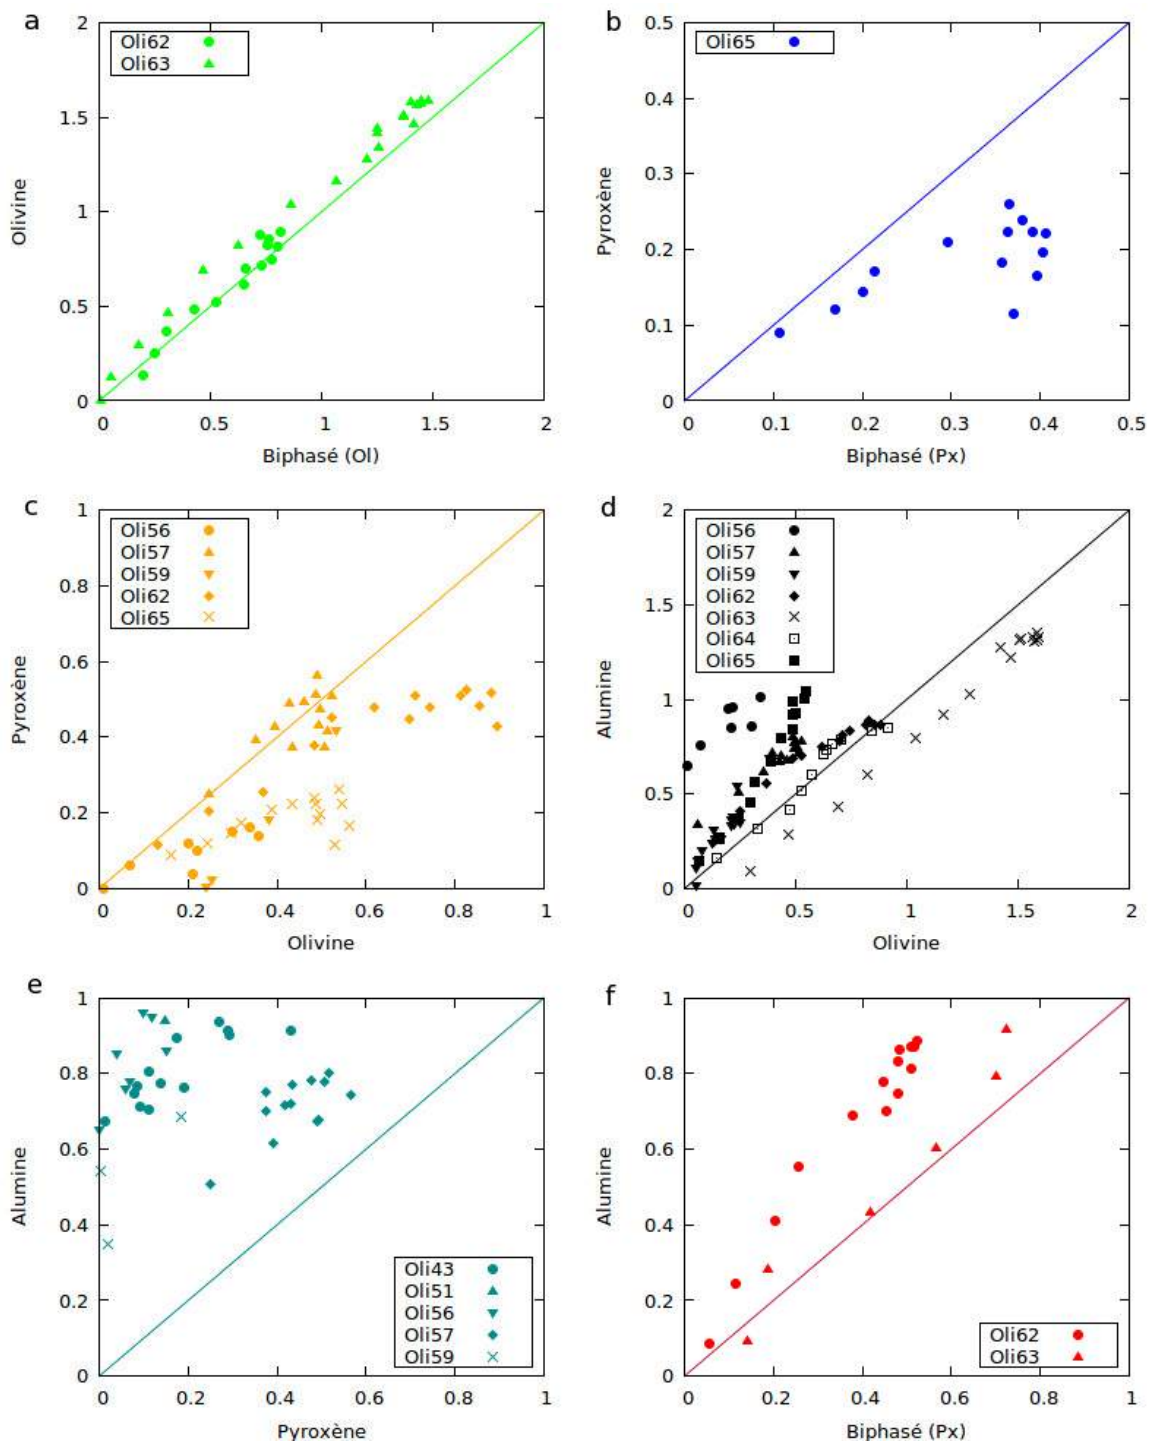 a
2
1.5
1
0.5
0
Olivine
Oli62
Oli63
0.5 1 1.5 2
Biphasé (Ol)
b
0.5
0.4
0.3
0.2
0.1
0
Pyroxène
Oli65
0.1 0.2 0.3 0.4 0.5
Biphasé (Px)
c
1
0.8
0.6
0.4
0.2
0
Pyroxène
Oli56
Oli57
Oli59
Oli62
Oli65
0 0.2 0.4 0.6 0.8 1
Olivine
d
2
1.5
1
0.5
0
Alumine
Oli56
Oli57
Oli59
Oli62
Oli63
Oli64
Oli65
0 0.5 1 1.5 2
Olivine
e
1
0.8
0.6
0.4
0.2
0
Alumine
Oli43
Oli51
Oli56
Oli57
Oli59
0 0.2 0.4 0.6 0.8 1
Pyroxène
f
1
0.8
0.6
0.4
0.2
0
Alumine
Oli62
Oli63
0 0.2 0.4 0.6 0.8 1
Biphasé (Px)